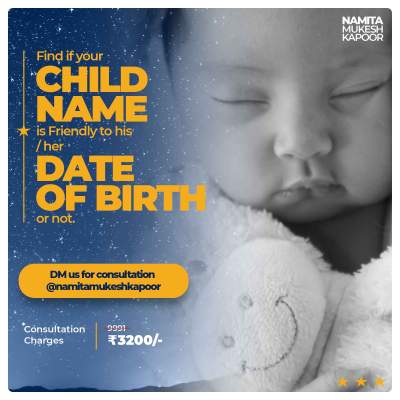 NAMITA
MUKESH
KAPOOR
Find if your
CHILD
NAME
is Friendly to his
/ her
DATE
OF BIRTH
or not.
DM us for consultation
@namitamukeshkapoor
Consultation
Charges
9991
₹3200/-